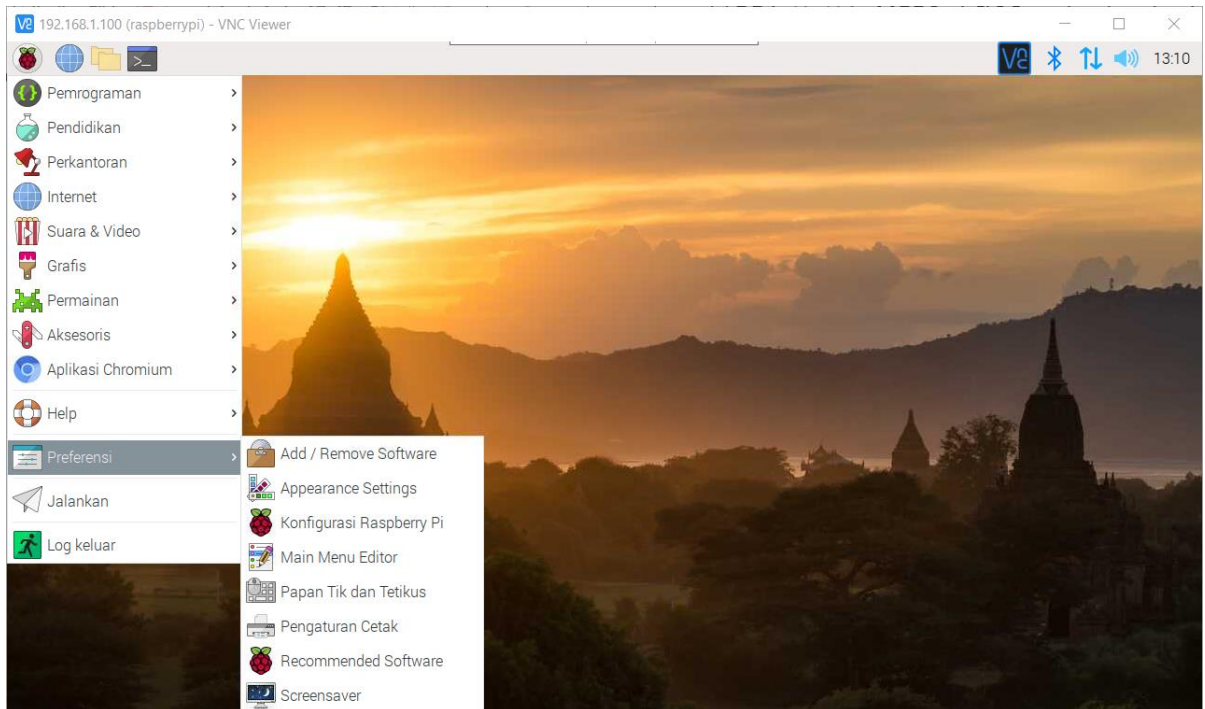 192.168.1.100 (raspberrypi) - VNC Viewer
13:10
Pemrograman
Pendidikan
Perkantoran
Internet
Suara & Video
Grafis
Permainan
Aksesoris
Aplikasi Chromium
Help
Preferensi
Jalankan
Log keluar
Add / Remove Software
Appearance Settings
Konfigurasi Raspberry Pi
Main Menu Editor
Papan Tik dan Tetikus
Pengaturan Cetak
Recommended Software
Screensaver